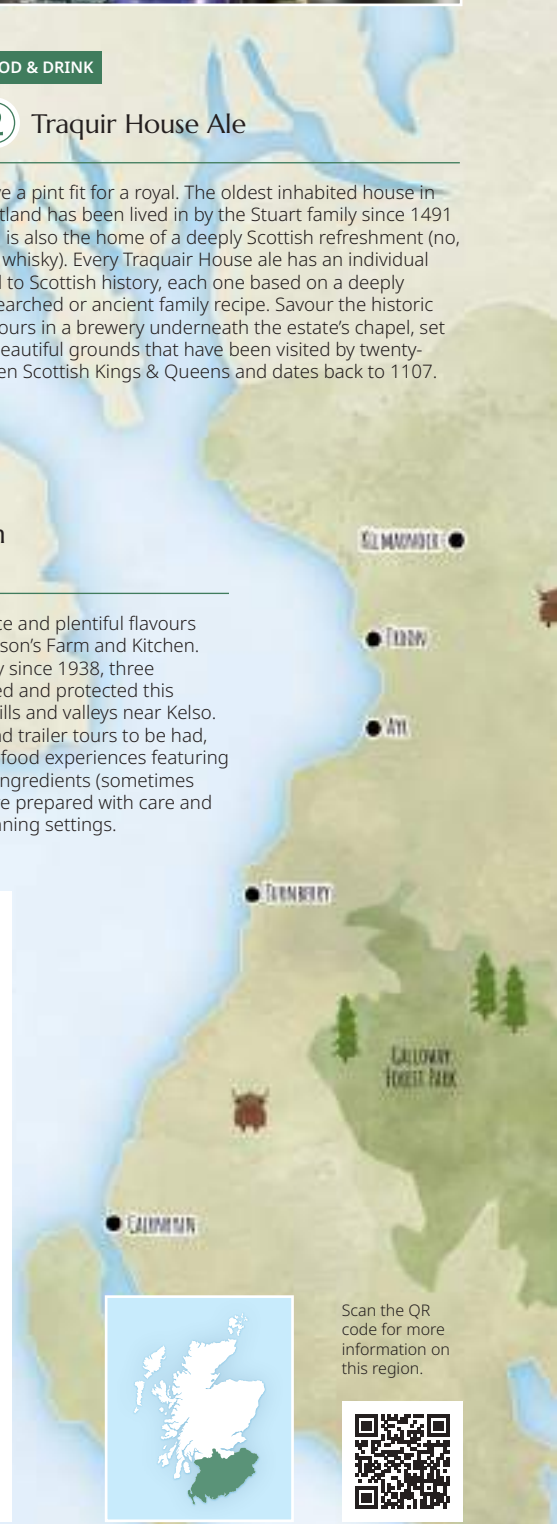 OD & DRINK
2 Traquir House Ale
e a pint fit for a royal. The oldest inhabited house in
tland has been lived in by the Stuart family since 1491
is also the home of a deeply Scottish refreshment (no,
whisky). Every Traquair House ale has an individual
to Scottish history, each one based on a deeply
earched or ancient family recipe. Savour the historic
ours in a brewery underneath the estate’s chapel, set
eautiful grounds that have been visited by twenty-
en Scottish Kings & Queens and dates back to 1107.
ce and plentiful flavours
son’s Farm and Kitchen.
y since 1938, three
ed and protected this
ills and valleys near Kelso.
d trailer tours to be had,
food experiences featuring
ngredients (sometimes
e prepared with care and
ning settings.
Ayr
Turnberry
Galloway
Forest Park
Scan the QR
code for more
information on
this region.